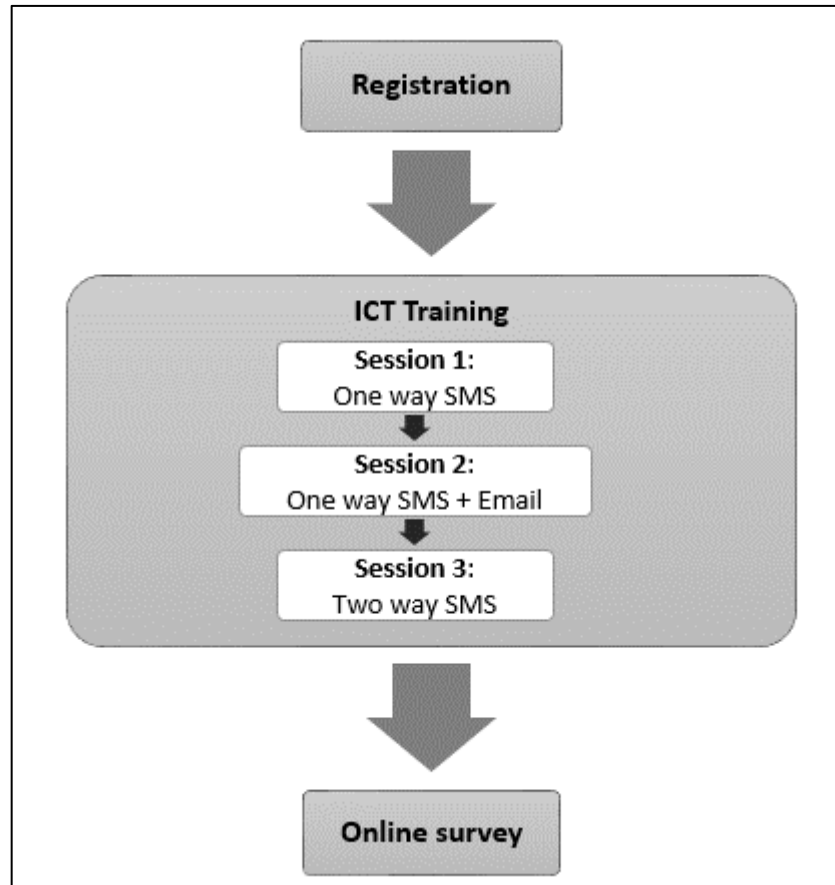 Registration
ICT Training
Session 1:
One way SMS
Session 2:
One way SMS + Email
Session 3:
Two way SMS
Online survey